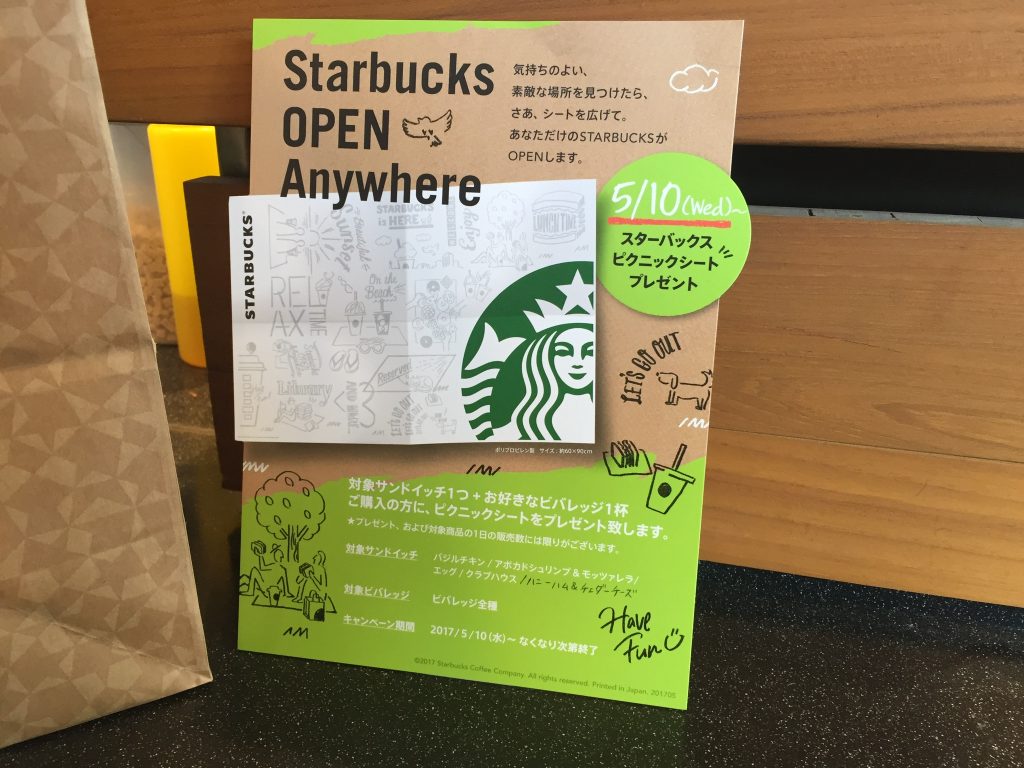 Starbucks
OPEN
Anywhere
気持ちのよい、
素敵な場所を見つけたら、
さあ、シートを広げて。
あなただけのSTARBUCKSが
OPENします。
5/10(Wed)~
スターバックス
ピクニックシート
プレゼント
STARBUCKS
STARBUCKS
is HERE
Enjoy
LUNCH TIME
On the
Beach
RELAX
TIME
Library
Reserved
LET'S GO OUT
LET'S GO OUT
ポリプロピレン製 サイズ：約60×90cm
対象サンドイッチ1つ + お好きなビバレッジ1杯
ご購入の方に、ピクニックシートをプレゼント致します。
★プレゼント、および対象商品の1日の販売数には限りがございます。
対象サンドイッチ バジルチキン / アボカドシュリンプ & モッツァレラ/
エッグ / クラブハウス /ハニーハム&チェダーチーズ
対象ビバレッジ ビバレッジ全種
キャンペーン期間 2017/5/10(水)~ なくなり次第終了
Have
Fun
©2017 Starbucks Coffee Company. All rights reserved. Printed in Japan. 201705